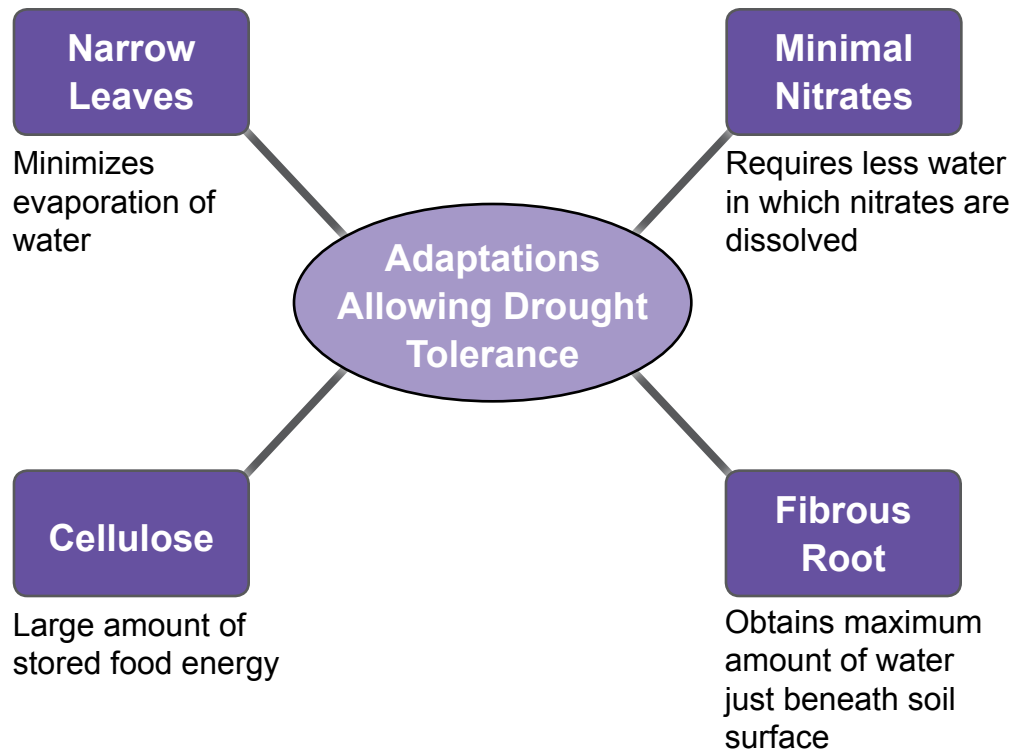 Narrow
Leaves
Minimizes
evaporation of
water
Minimal
Nitrates
Requires less water
in which nitrates are
dissolved
Adaptations
Allowing Drought
Tolerance
Cellulose
Large amount of
stored food energy
Fibrous
Root
Obtains maximum
amount of water
just beneath soil
surface